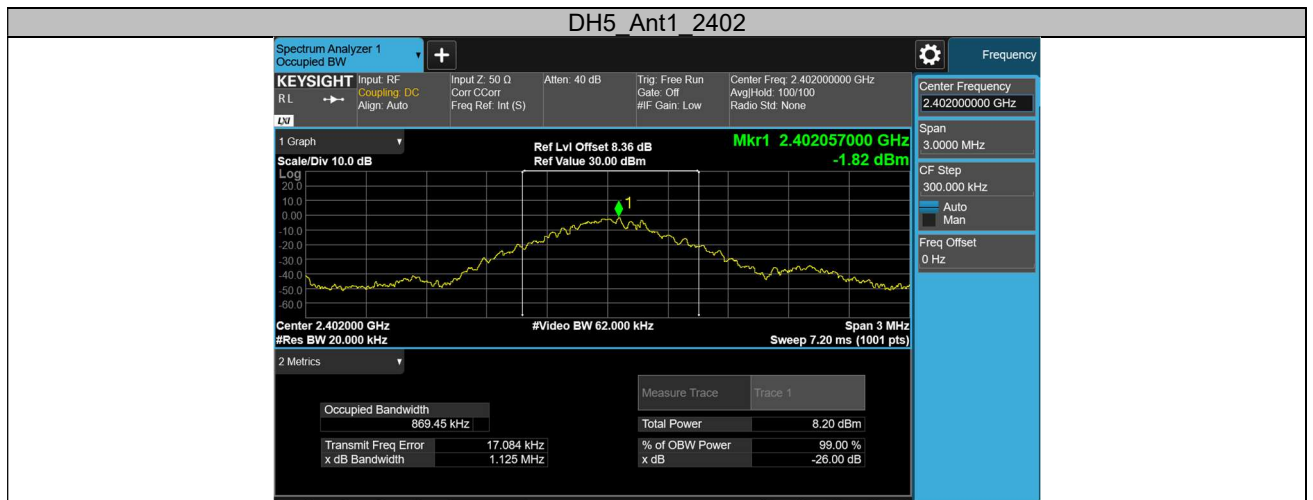 DH5_Ant1_2402
Spectrum Analyzer 1
Occupied BW
+
Frequency
KEYSIGHT
RL
LXI
Input: RF
Coupling: DC
Align: Auto
Input Z: 50 Ω
Corr CCorr
Freq Ref: Int (S)
Atten: 40 dB
Trig: Free Run
Gate: Off
#IF Gain: Low
Center Freq: 2.402000000 GHz
Avg|Hold: 100/100
Radio Std: None
Center Frequency
2.402000000 GHz
Span
3.0000 MHz
CF Step
300.000 kHz
Auto
Man
Freq Offset
0 Hz
1 Graph
Scale/Div 10.0 dB
Ref Lvl Offset 8.36 dB
Ref Value 30.00 dBm
Mkr1 2.402057000 GHz
-1.82 dBm
Log
20.0
10.0
0.00
-10.0
-20.0
-30.0
-40.0
-50.0
-60.0
1
Center 2.402000 GHz
#Res BW 20.000 kHz
#Video BW 62.000 kHz
Span 3 MHz
Sweep 7.20 ms (1001 pts)
2 Metrics
Measure Trace Trace 1
Occupied Bandwidth
869.45 kHz
Total Power 8.20 dBm
Transmit Freq Error 17.084 kHz
% of OBW Power 99.00 %
x dB Bandwidth 1.125 MHz
x dB -26.00 dB